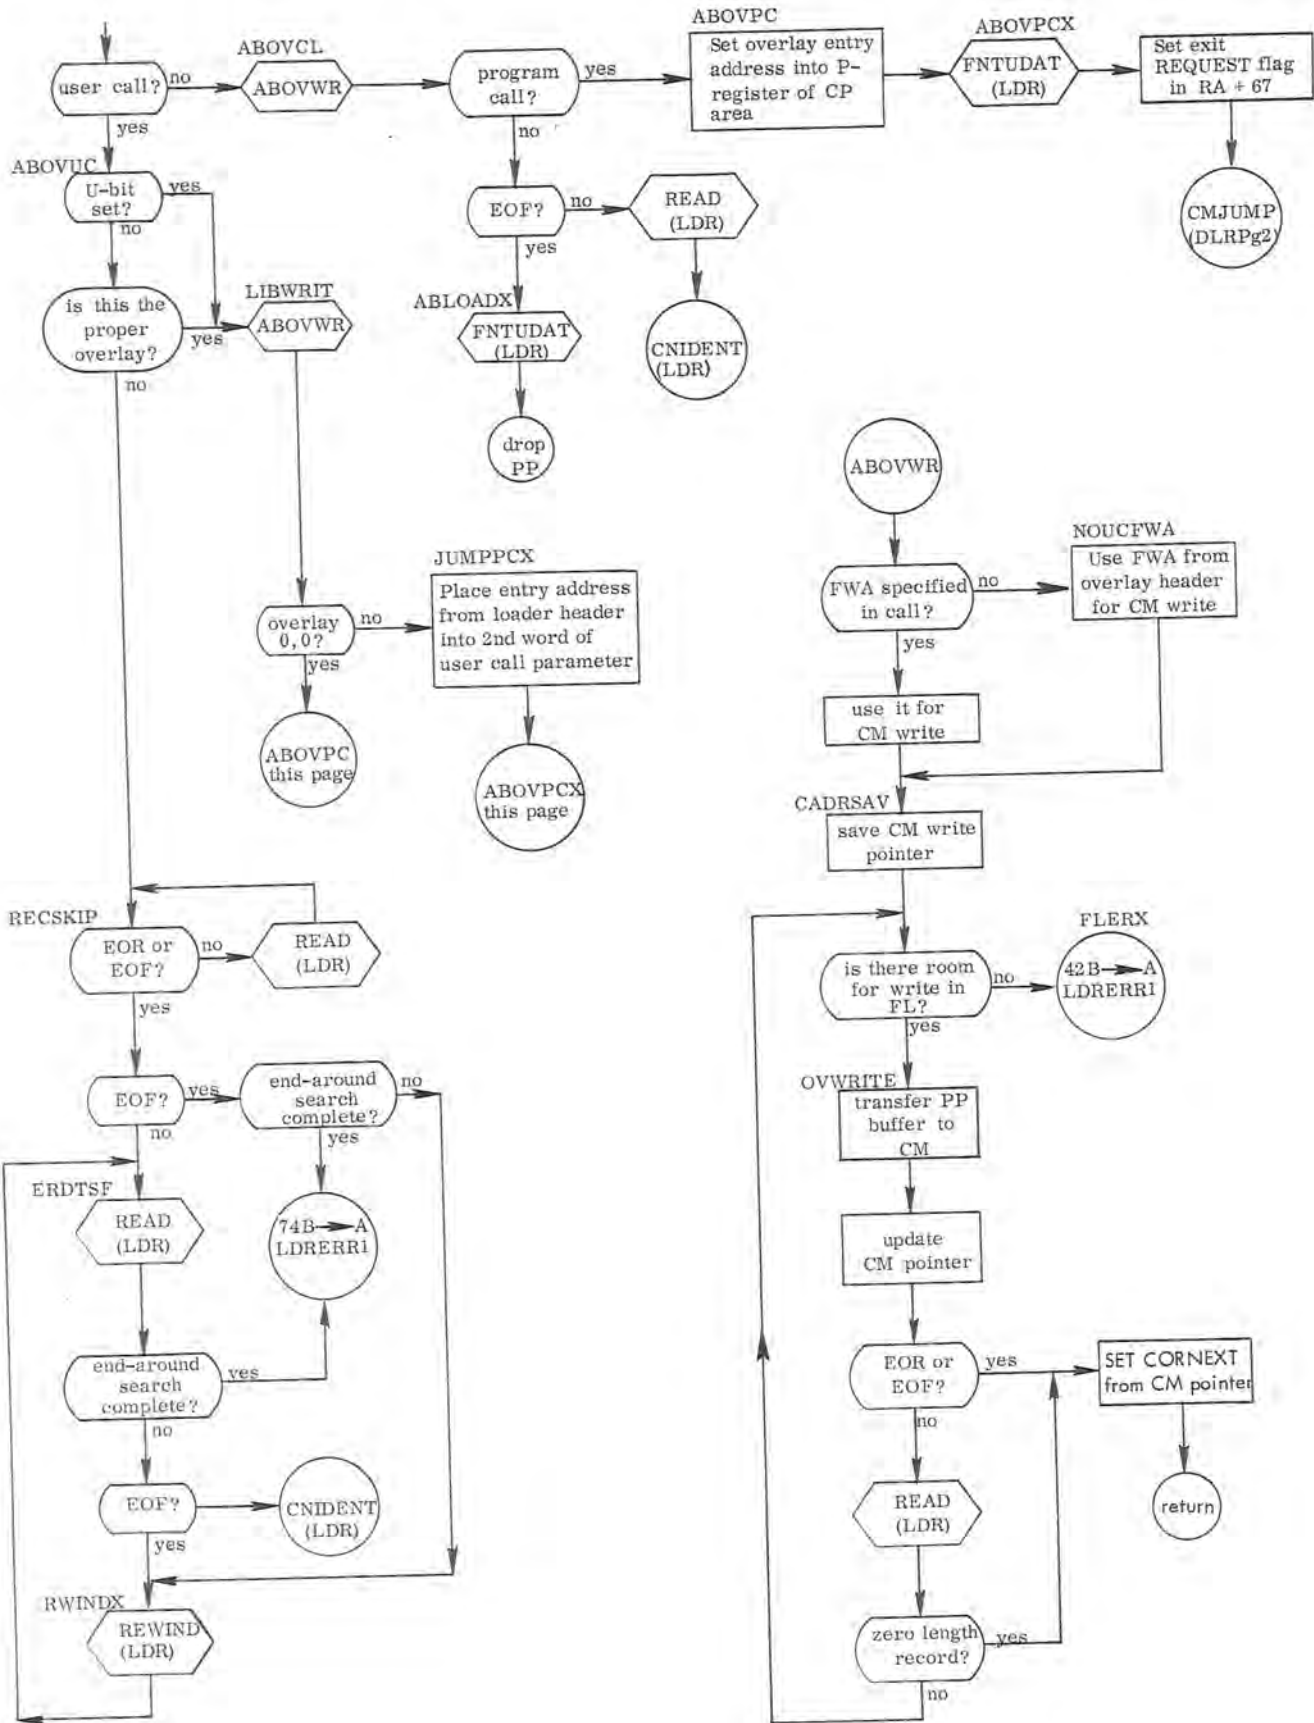 user call?
no
yes
ABOVCL
ABOVWR
program
call?
yes
no
ABOVPC
Set overlay entry
address into P-
register of CP
area
ABOVPCX
FNTUDAT
(LDR)
Set exit
REQUEST flag
in RA + 67
CMJUMP
(DLRPg2)
ABOVUC
U-bit
set?
yes
no
is this the
proper
overlay?
yes
no
LIBWRIT
ABOVWR
EOF?
no
yes
READ
(LDR)
CNIDENT
(LDR)
ABLOADX
FNTUDAT
(LDR)
drop
PP
overlay
0,0?
no
yes
JUMPPCX
Place entry address
from loader header
into 2nd word of
user call parameter
ABOVPC
this page
ABOVPCX
this page
RECSKIP
EOR or
EOF?
no
yes
READ
(LDR)
EOF?
yes
no
end-around
search
complete?
no
yes
ERDTSF
READ
(LDR)
74B → A
LDRERR1
end-around
search
complete?
yes
no
EOF?
yes
CNIDENT
(LDR)
RWINDX
REWIND
(LDR)
ABOVWR
FWA specified
in call?
no
yes
NOUCFWA
Use FWA from
overlay header
for CM write
use it for
CM write
CADRSAV
save CM write
pointer
is there room
for write in
FL?
no
yes
FLERX
42B → A
LDRERR1
OVWRITE
transfer PP
buffer to
CM
update
CM pointer
EOR or
EOF?
yes
no
SET CORNEXT
from CM pointer
return
READ
(LDR)
zero length
record?
yes
no